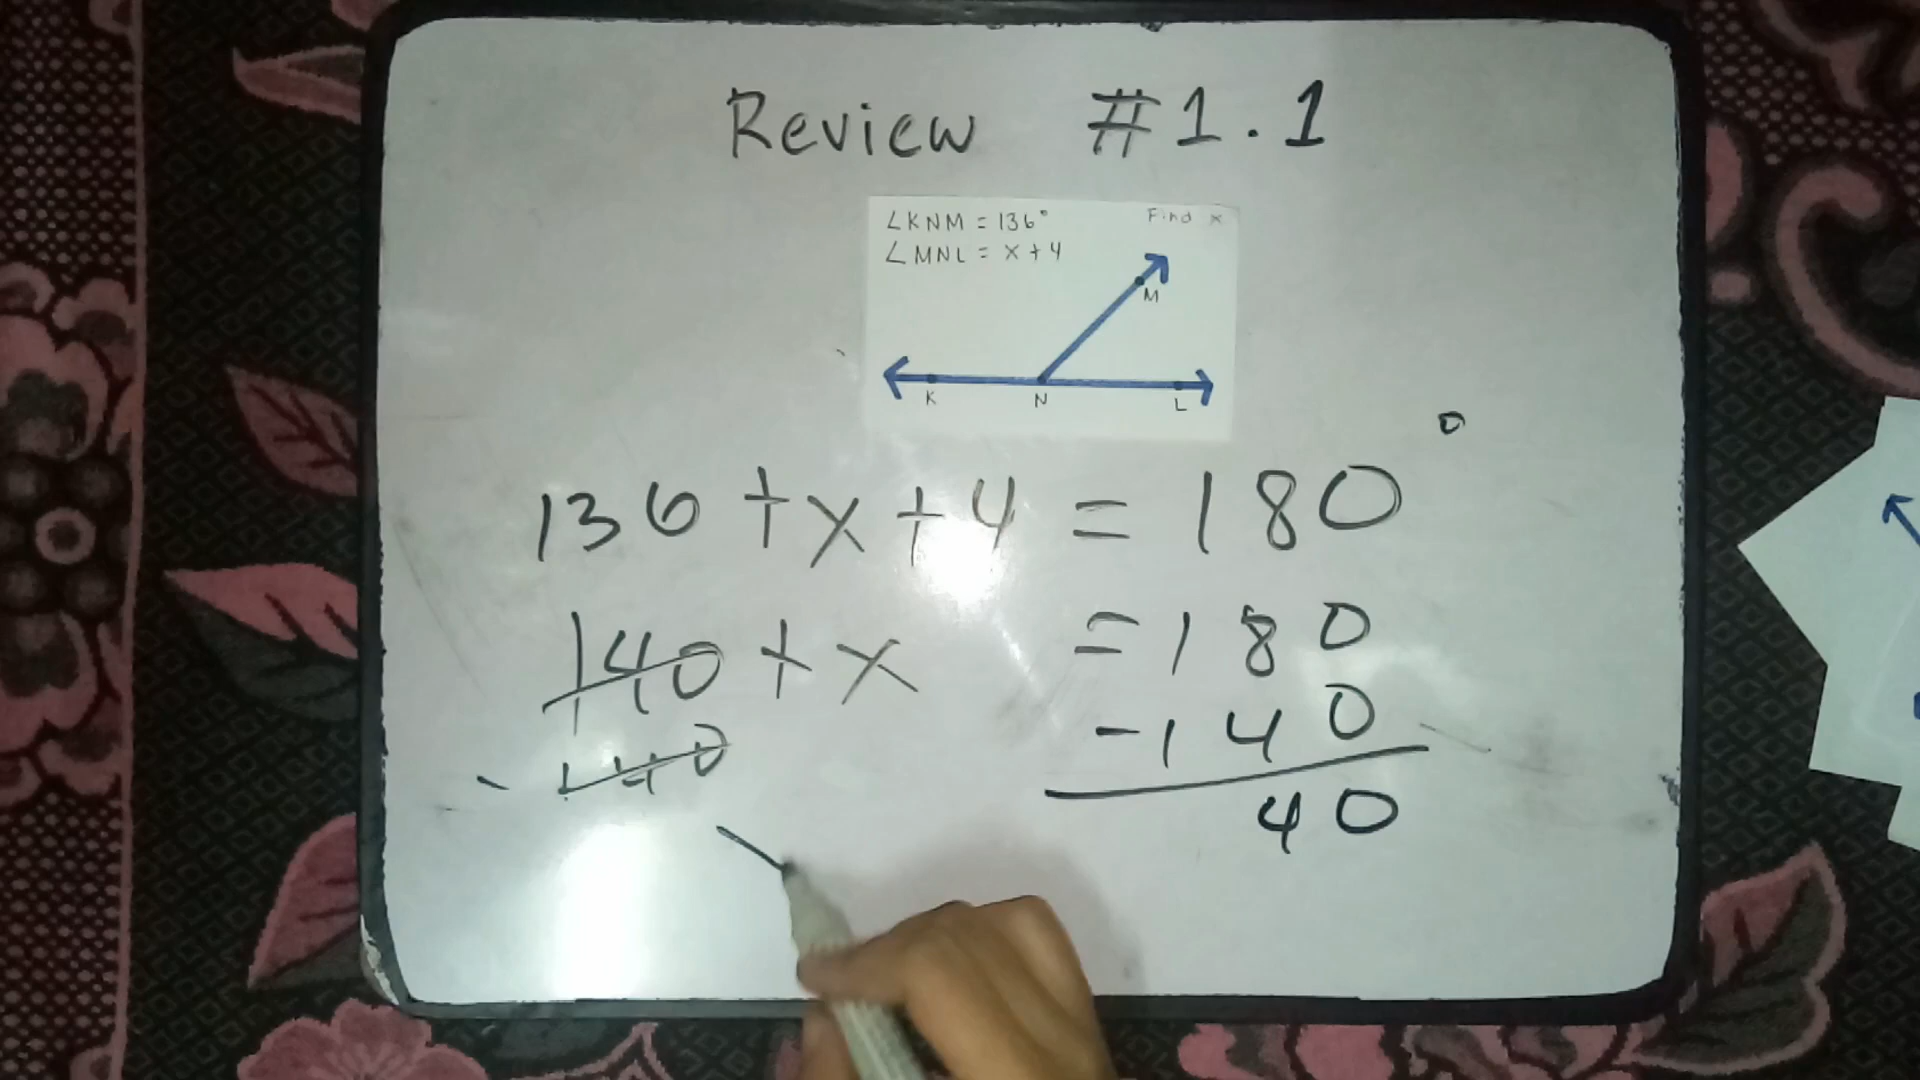 Review #1.1
∠KNM = 136° Find x
∠MNL = x+4
M
K N L
136 + x + 4 = 180°
140 + x = 180
- 140 - 140
40